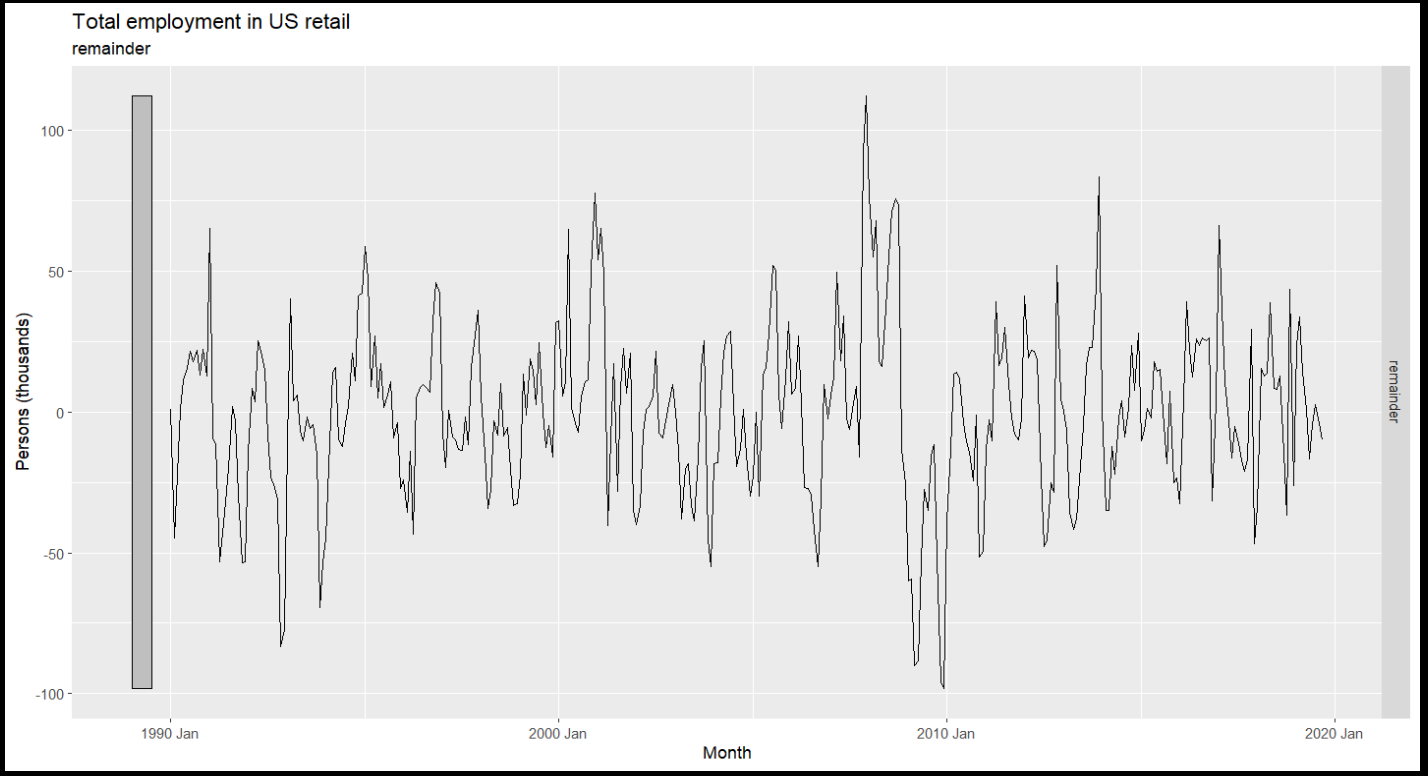 Total employment in US retail
remainder
100
50
0
-50
-100
Persons (thousands)
remainder
1990 Jan
2000 Jan
2010 Jan
2020 Jan
Month